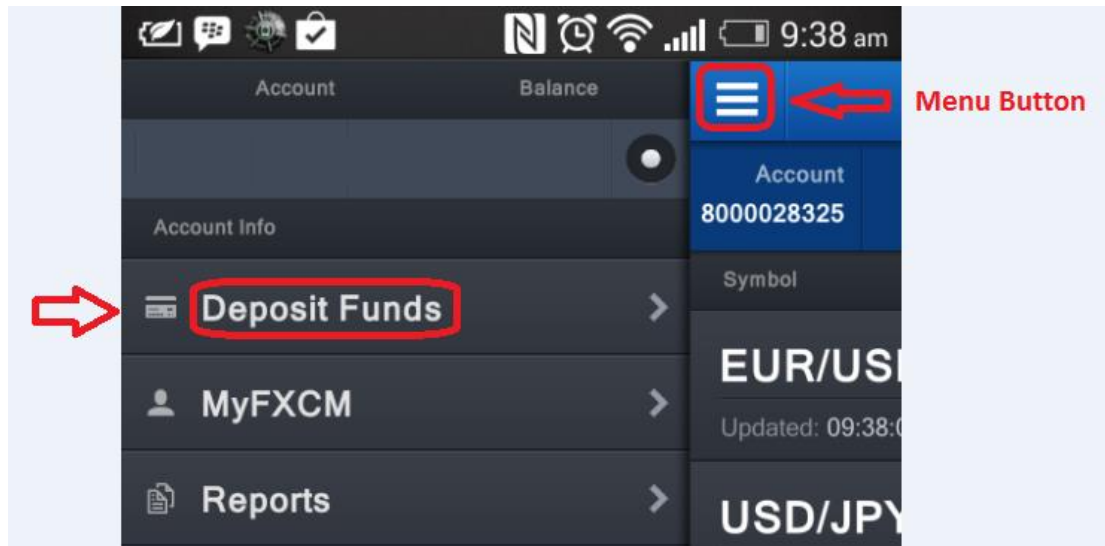 9:38 am
Account Balance
Menu Button
Account
8000028325
Account Info
Deposit Funds
Symbol
MyFXCM
EUR/US
Updated: 09:38:
Reports
USD/JPY